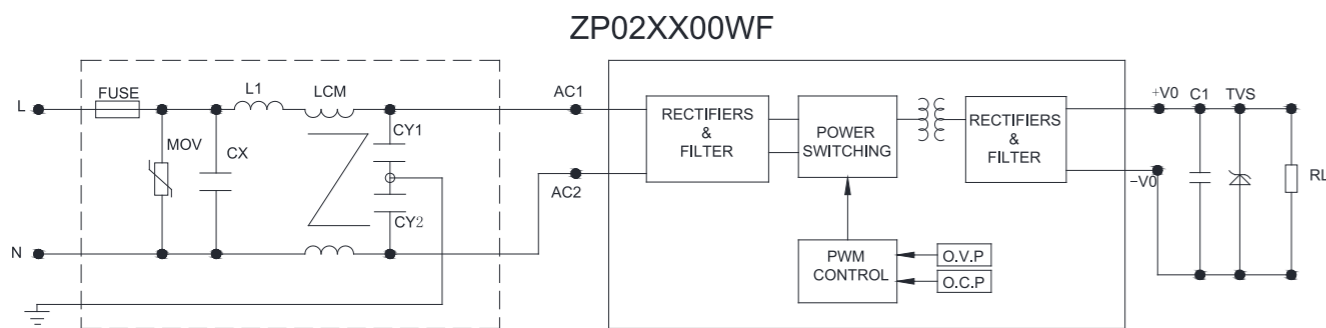 ZP02XX00WF
L
FUSE
L1
LCM
MOV
CX
CY1
CY2
N
AC1
AC2
RECTIFIERS
&
FILTER
POWER
SWITCHING
RECTIFIERS
&
FILTER
PWM
CONTROL
O.V.P
O.C.P
+V0
C1
TVS
−V0
RL